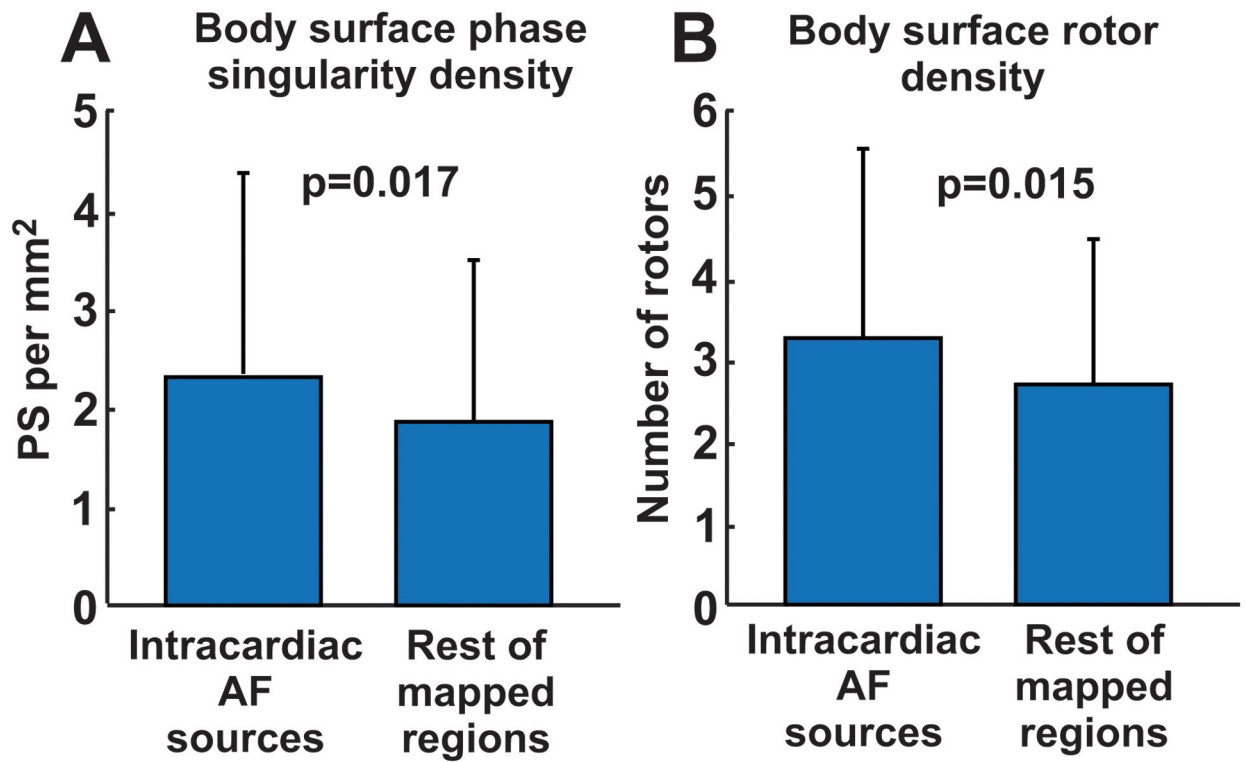 A
Body surface phase
singularity density
5
4
3
2
1
0
PS per mm²
p=0.017
Intracardiac
AF
sources
Rest of
mapped
regions
B
Body surface rotor
density
6
5
4
3
2
1
0
Number of rotors
p=0.015
Intracardiac
AF
sources
Rest of
mapped
regions